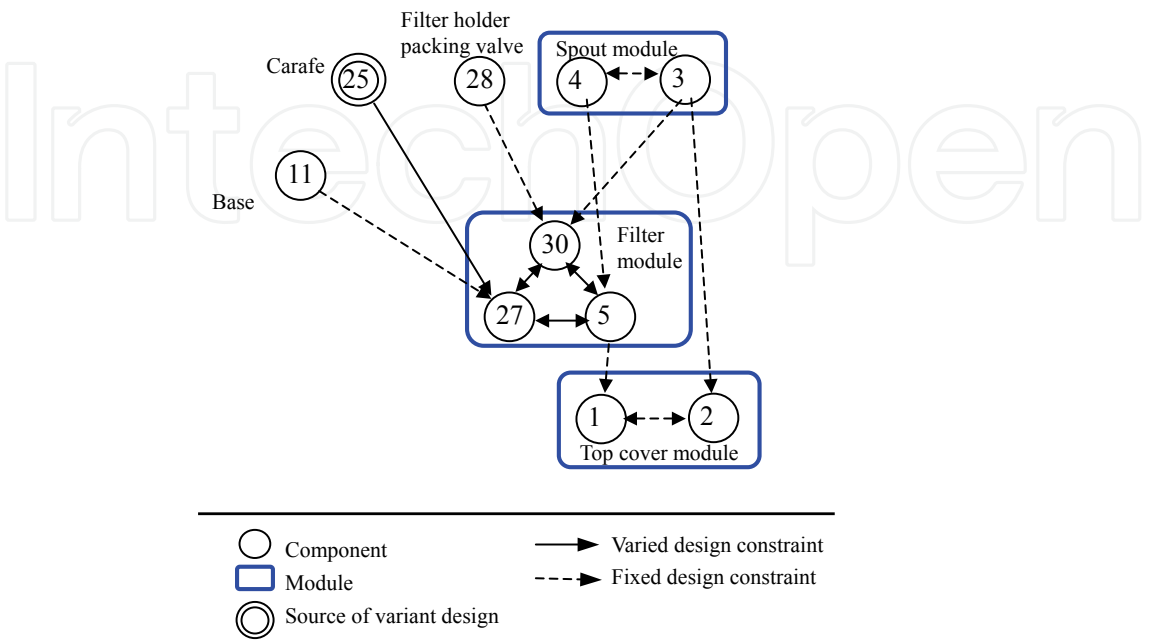 IntechOpen
Filter holder
packing valve
Spout module
Carafe
25
28
4
3
11
Base
30
Filter
module
27
5
1
2
Top cover module
Component
Module
Source of variant design
Varied design constraint
Fixed design constraint